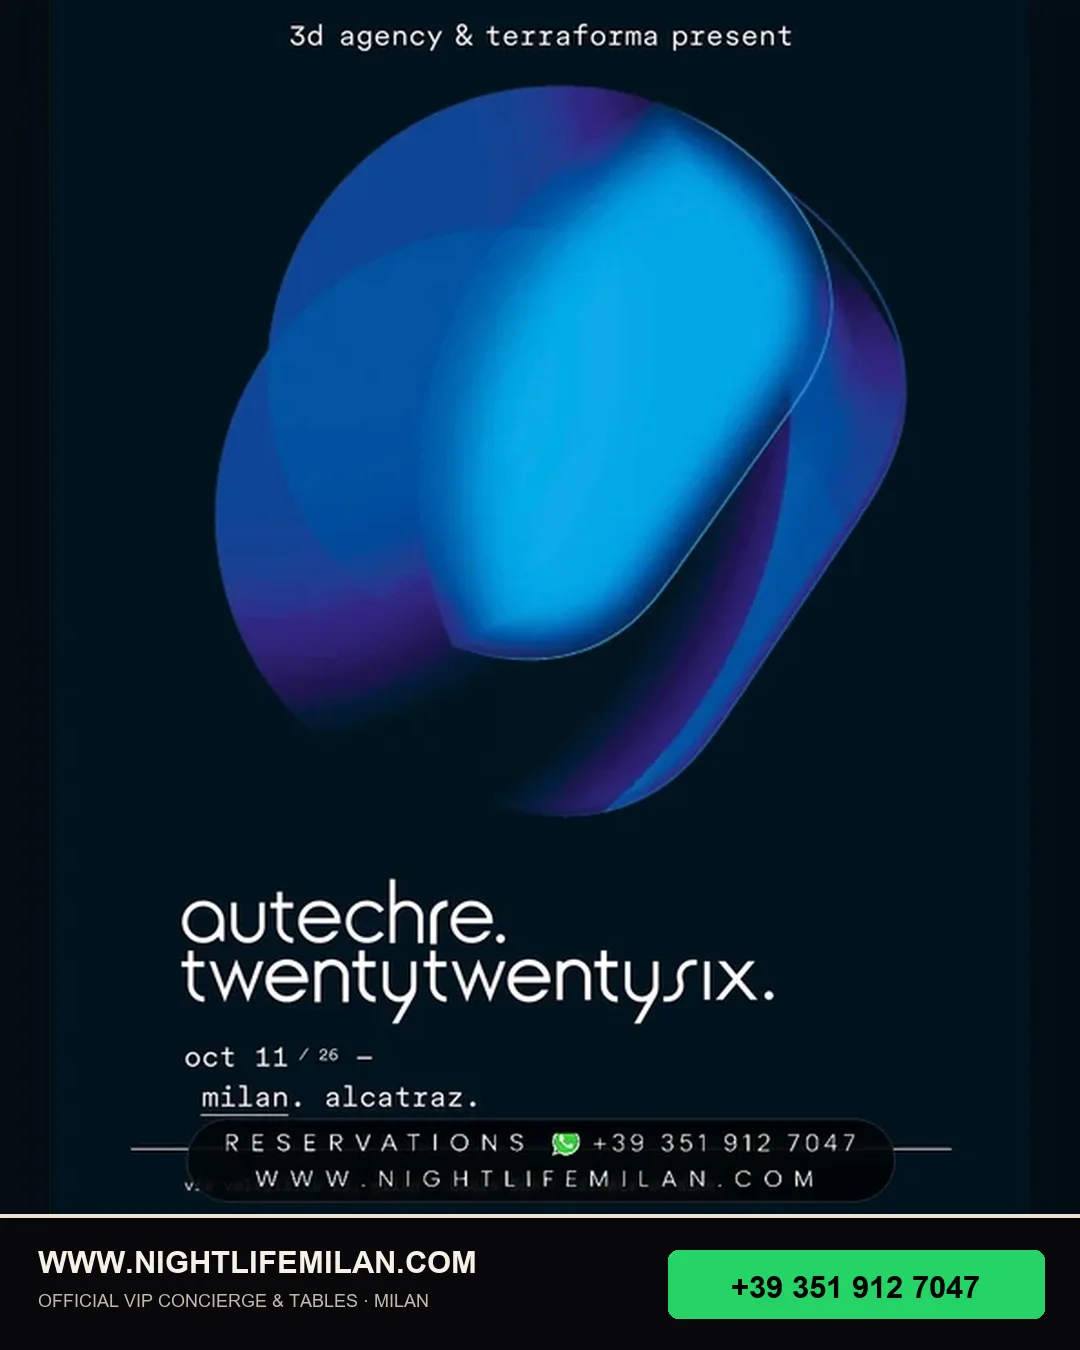 3d agency & terraforma present
autechre.
twentytwentysix.
oct 11 / 26 –
milan. alcatraz.
RESERVATIONS +39 351 912 7047
WWW.NIGHTLIFEMILAN.COM
WWW.NIGHTLIFEMILAN.COM
OFFICIAL VIP CONCIERGE & TABLES · MILAN
+39 351 912 7047